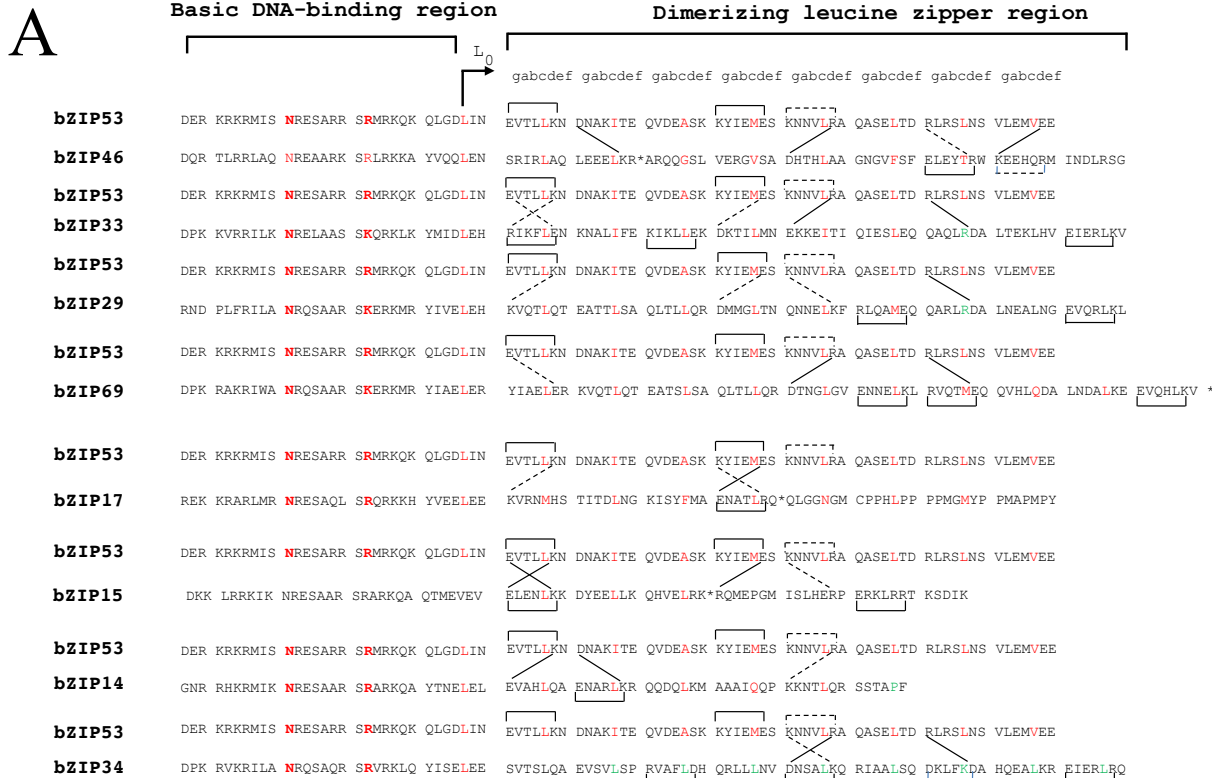 A
Basic DNA-binding region Dimerizing leucine zipper region
L0
gabcdef gabcdef gabcdef gabcdef gabcdef gabcdef gabcdef gabcdef
bZIP53 DER KRKRMIS NRESARR SRMRKQK QLGDLIN EVTLLKN DNAKITE QVDEASK KYIEMES KNNVLRA QASELTD RLRSLNS VLEMVEE
bZIP46 DQR TLRRLAQ NREAARK SRLRKKA YVQQLEN SRIRLAQ LEEELKR*ARQQGSL VERGVSA DHTHLAA GNGVFSF ELEYTRW KEEHQRM INDLRSG
bZIP53 DER KRKRMIS NRESARR SRMRKQK QLGDLIN EVTLLKN DNAKITE QVDEASK KYIEMES KNNVLRA QASELTD RLRSLNS VLEMVEE
bZIP33 DPK KVRRILK NRELAAS SKQRKLK YMIDLEH RIKFLEN KNALIFE KIKLLEK DKTILMN EKKEITI QIESLEQ QAQLRDA LTEKLHV EIERLKV
bZIP53 DER KRKRMIS NRESARR SRMRKQK QLGDLIN EVTLLKN DNAKITE QVDEASK KYIEMES KNNVLRA QASELTD RLRSLNS VLEMVEE
bZIP29 RND PLFRILA NRQSAAR SKERKMR YIVELEH KVQTLQT EATTLSA QLTLLQR DMMGLTN QNNELKF RLQAMEQ QARLRDA LNEALNG EVQRLKL
bZIP53 DER KRKRMIS NRESARR SRMRKQK QLGDLIN EVTLLKN DNAKITE QVDEASK KYIEMES KNNVLRA QASELTD RLRSLNS VLEMVEE
bZIP69 DPK RAKRIWA NRQSAAR SKERKMR YIAELER YIAELER KVQTLQT EATSLSA QLTLLQR DTNGLGV ENNELKL RVQTMEQ QVHLQDA LNDALKE EVQHLKV *
bZIP53 DER KRKRMIS NRESARR SRMRKQK QLGDLIN EVTLLKN DNAKITE QVDEASK KYIEMES KNNVLRA QASELTD RLRSLNS VLEMVEE
bZIP17 REK KRARLMR NRESAQL SRQRKKH YVEELEE KVRNMHS TITDLNG KISYFMA ENATLRQ*QLGGNGM CPPHLPP PPMGMYP PMAPMPY
bZIP53 DER KRKRMIS NRESARR SRMRKQK QLGDLIN EVTLLKN DNAKITE QVDEASK KYIEMES KNNVLRA QASELTD RLRSLNS VLEMVEE
bZIP15 DKK LRRKIK NRESAAR SRARKQA QTMEVEV ELENLKK DYEELLK QHVELRK*RQMEPGM ISLHERP ERKLRRT KSDIK
bZIP53 DER KRKRMIS NRESARR SRMRKQK QLGDLIN EVTLLKN DNAKITE QVDEASK KYIEMES KNNVLRA QASELTD RLRSLNS VLEMVEE
bZIP14 GNR RHKRMIK NRESAAR SRARKQA YTNELEL EVAHLQA ENARLKR QQDQLKM AAAIQQP KKNTLQR SSTAPF
bZIP53 DER KRKRMIS NRESARR SRMRKQK QLGDLIN EVTLLKN DNAKITE QVDEASK KYIEMES KNNVLRA QASELTD RLRSLNS VLEMVEE
bZIP34 DPK RVKRILA NRQSAQR SRVRKLQ YISELEE SVTSLQA EVSVLSP RVAFLDH QRLLLNV DNSALKQ RIAALSQ DKLFKDA HQEALKR EIERLRQ